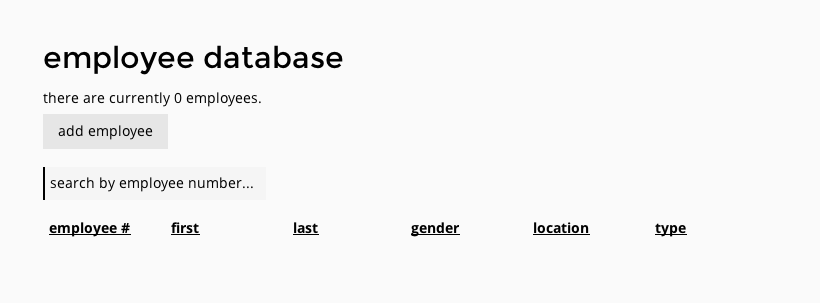 employee database
there are currently 0 employees.
add employee
search by employee number...
employee # first last gender location type